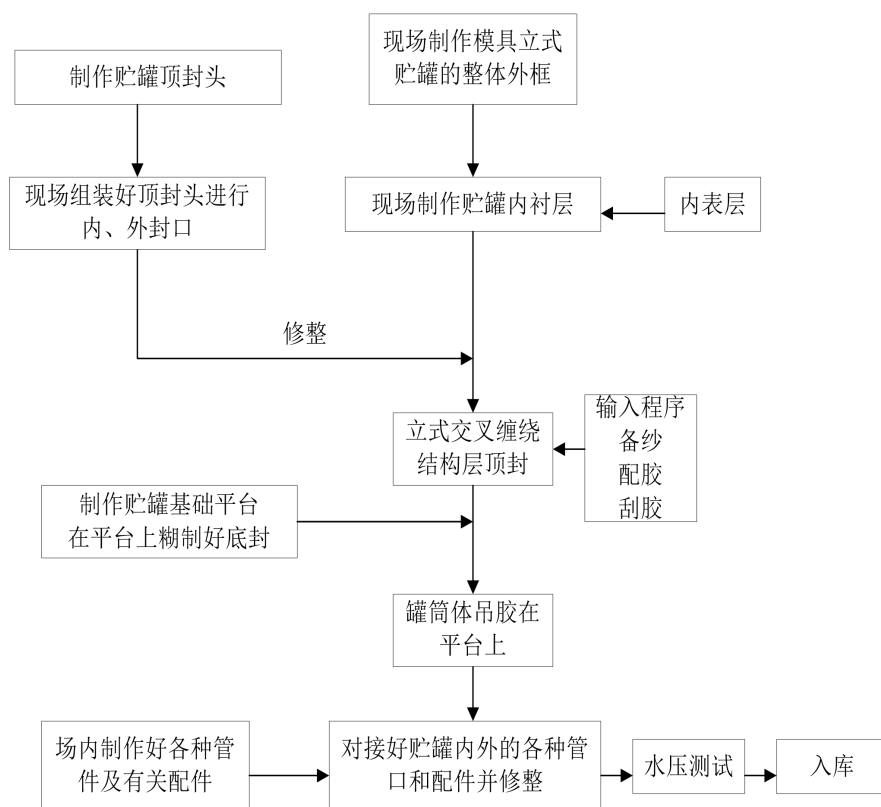 现场制作模具立式
贮罐的整体外框
制作贮罐顶封头
现场组装好顶封头进行
内、外封口
现场制作贮罐内衬层
内表层
修整
立式交叉缠绕
结构层顶封
输入程序
备纱
配胶
刮胶
制作贮罐基础平台
在平台上糊制好底封
罐筒体吊胶在
平台上
场内制作好各种管
件及有关配件
对接好贮罐内外的各种管
口和配件并修整
水压测试
入库